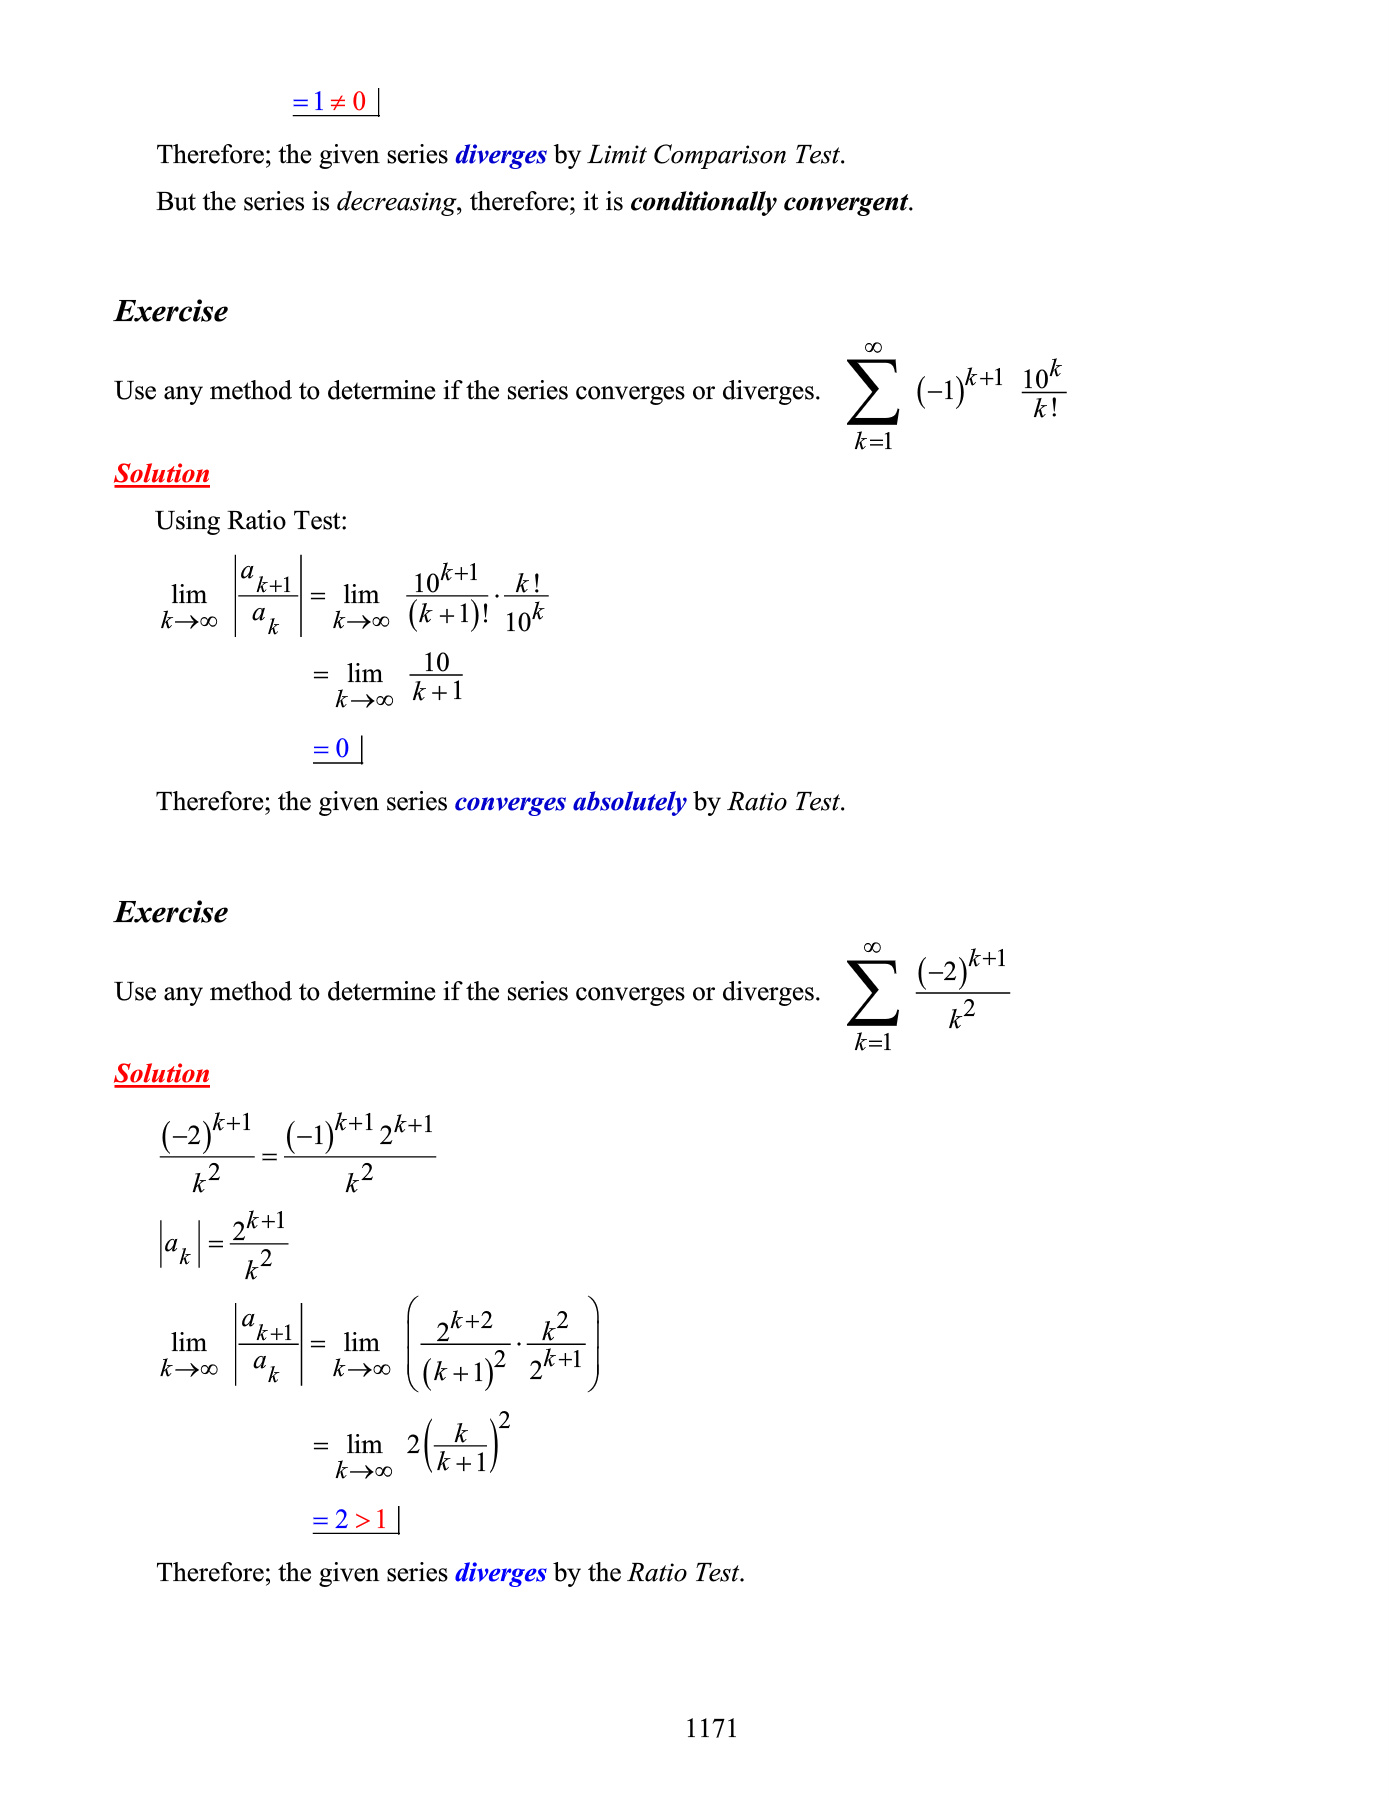 = 1 ≠ 0
Therefore; the given series diverges by Limit Comparison Test.
But the series is decreasing, therefore; it is conditionally convergent.
Exercise
Use any method to determine if the series converges or diverges. \sum_{k=1}^{\infty} (-1)^{k+1} \frac{10^k}{k!}
Solution
Using Ratio Test:
\lim_{k \to \infty} \left| \frac{a_{k+1}}{a_k} \right| = \lim_{k \to \infty} \frac{10^{k+1}}{(k+1)!} \cdot \frac{k!}{10^k}
= \lim_{k \to \infty} \frac{10}{k+1}
= 0
Therefore; the given series converges absolutely by Ratio Test.
Exercise
Use any method to determine if the series converges or diverges. \sum_{k=1}^{\infty} \frac{(-2)^{k+1}}{k^2}
Solution
\frac{(-2)^{k+1}}{k^2} = \frac{(-1)^{k+1} 2^{k+1}}{k^2}
|a_k| = \frac{2^{k+1}}{k^2}
\lim_{k \to \infty} \left| \frac{a_{k+1}}{a_k} \right| = \lim_{k \to \infty} \left( \frac{2^{k+2}}{(k+1)^2} \cdot \frac{k^2}{2^{k+1}} \right)
= \lim_{k \to \infty} 2 \left( \frac{k}{k+1} \right)^2
= 2 > 1
Therefore; the given series diverges by the Ratio Test.
1171